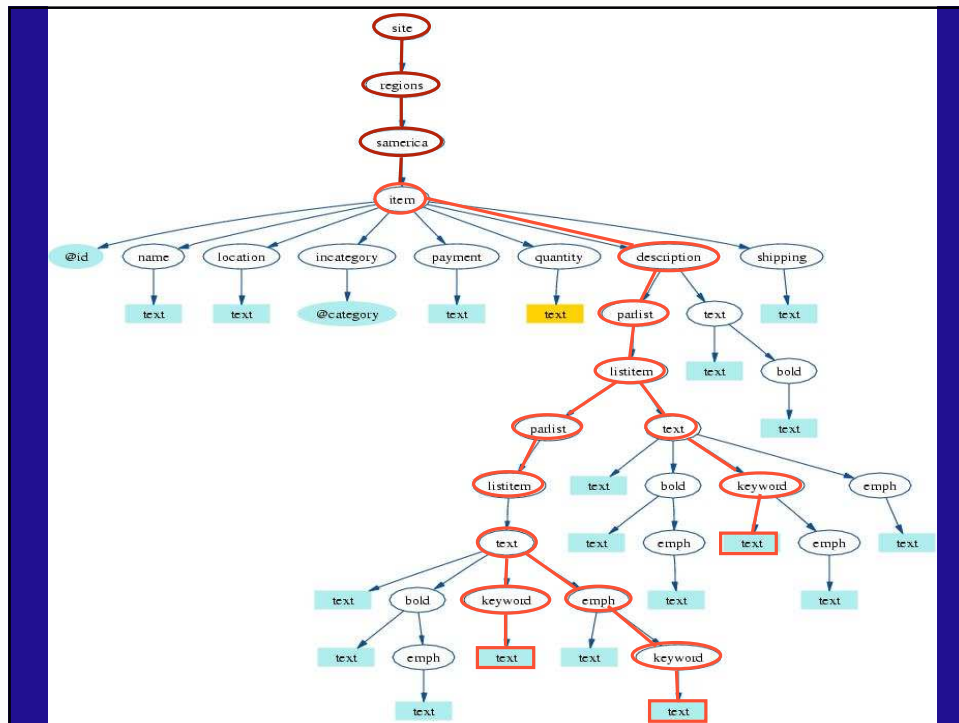 site
regions
samerica
item
@id name location incategory payment quantity description shipping
text text @category text text parlist text text
listitem text bold
parlist text text
listitem text bold keyword emph
text text emph text emph text
text bold keyword emph text text
text emph text text keyword
text text